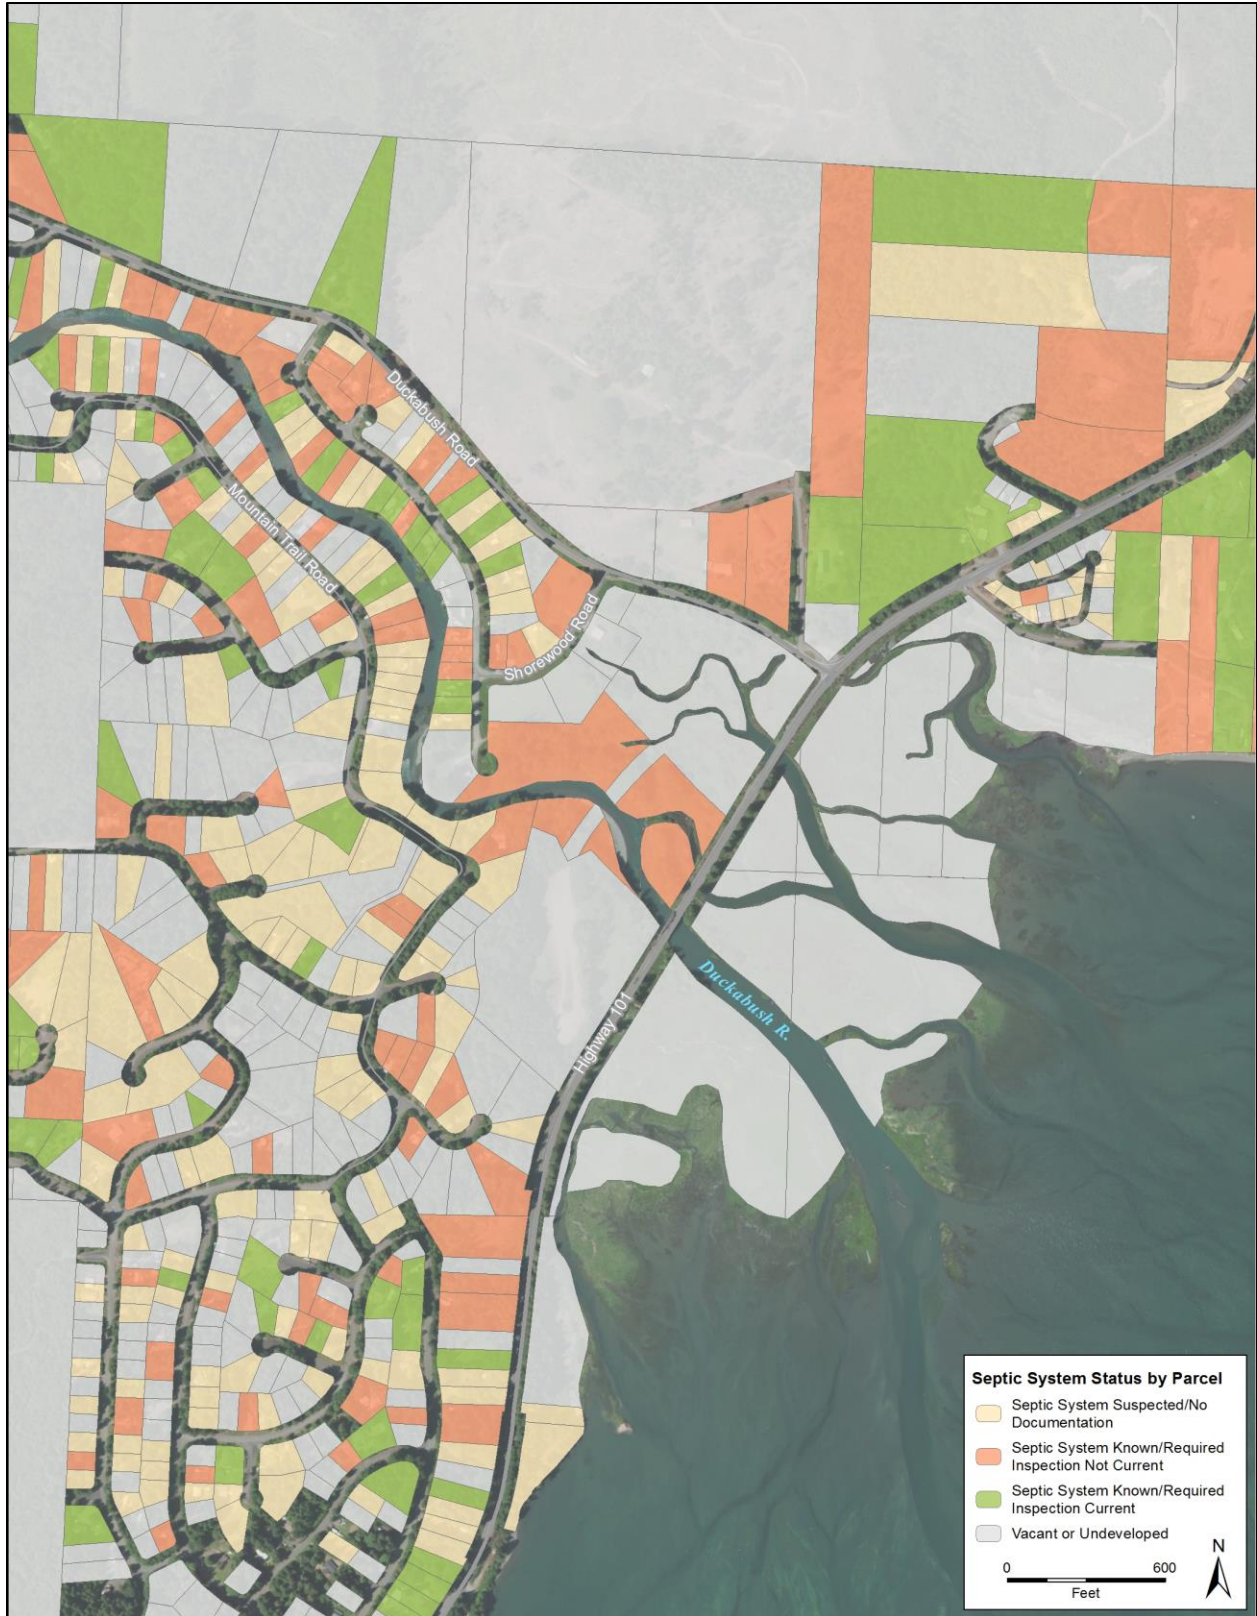 Duckabush Road
Mountain Trail Road
Shorewood Road
Duckabush R.
Highway 101
Septic System Status by Parcel
Septic System Suspected/No
Documentation
Septic System Known/Required
Inspection Not Current
Septic System Known/Required
Inspection Current
Vacant or Undeveloped
N
0 600
Feet